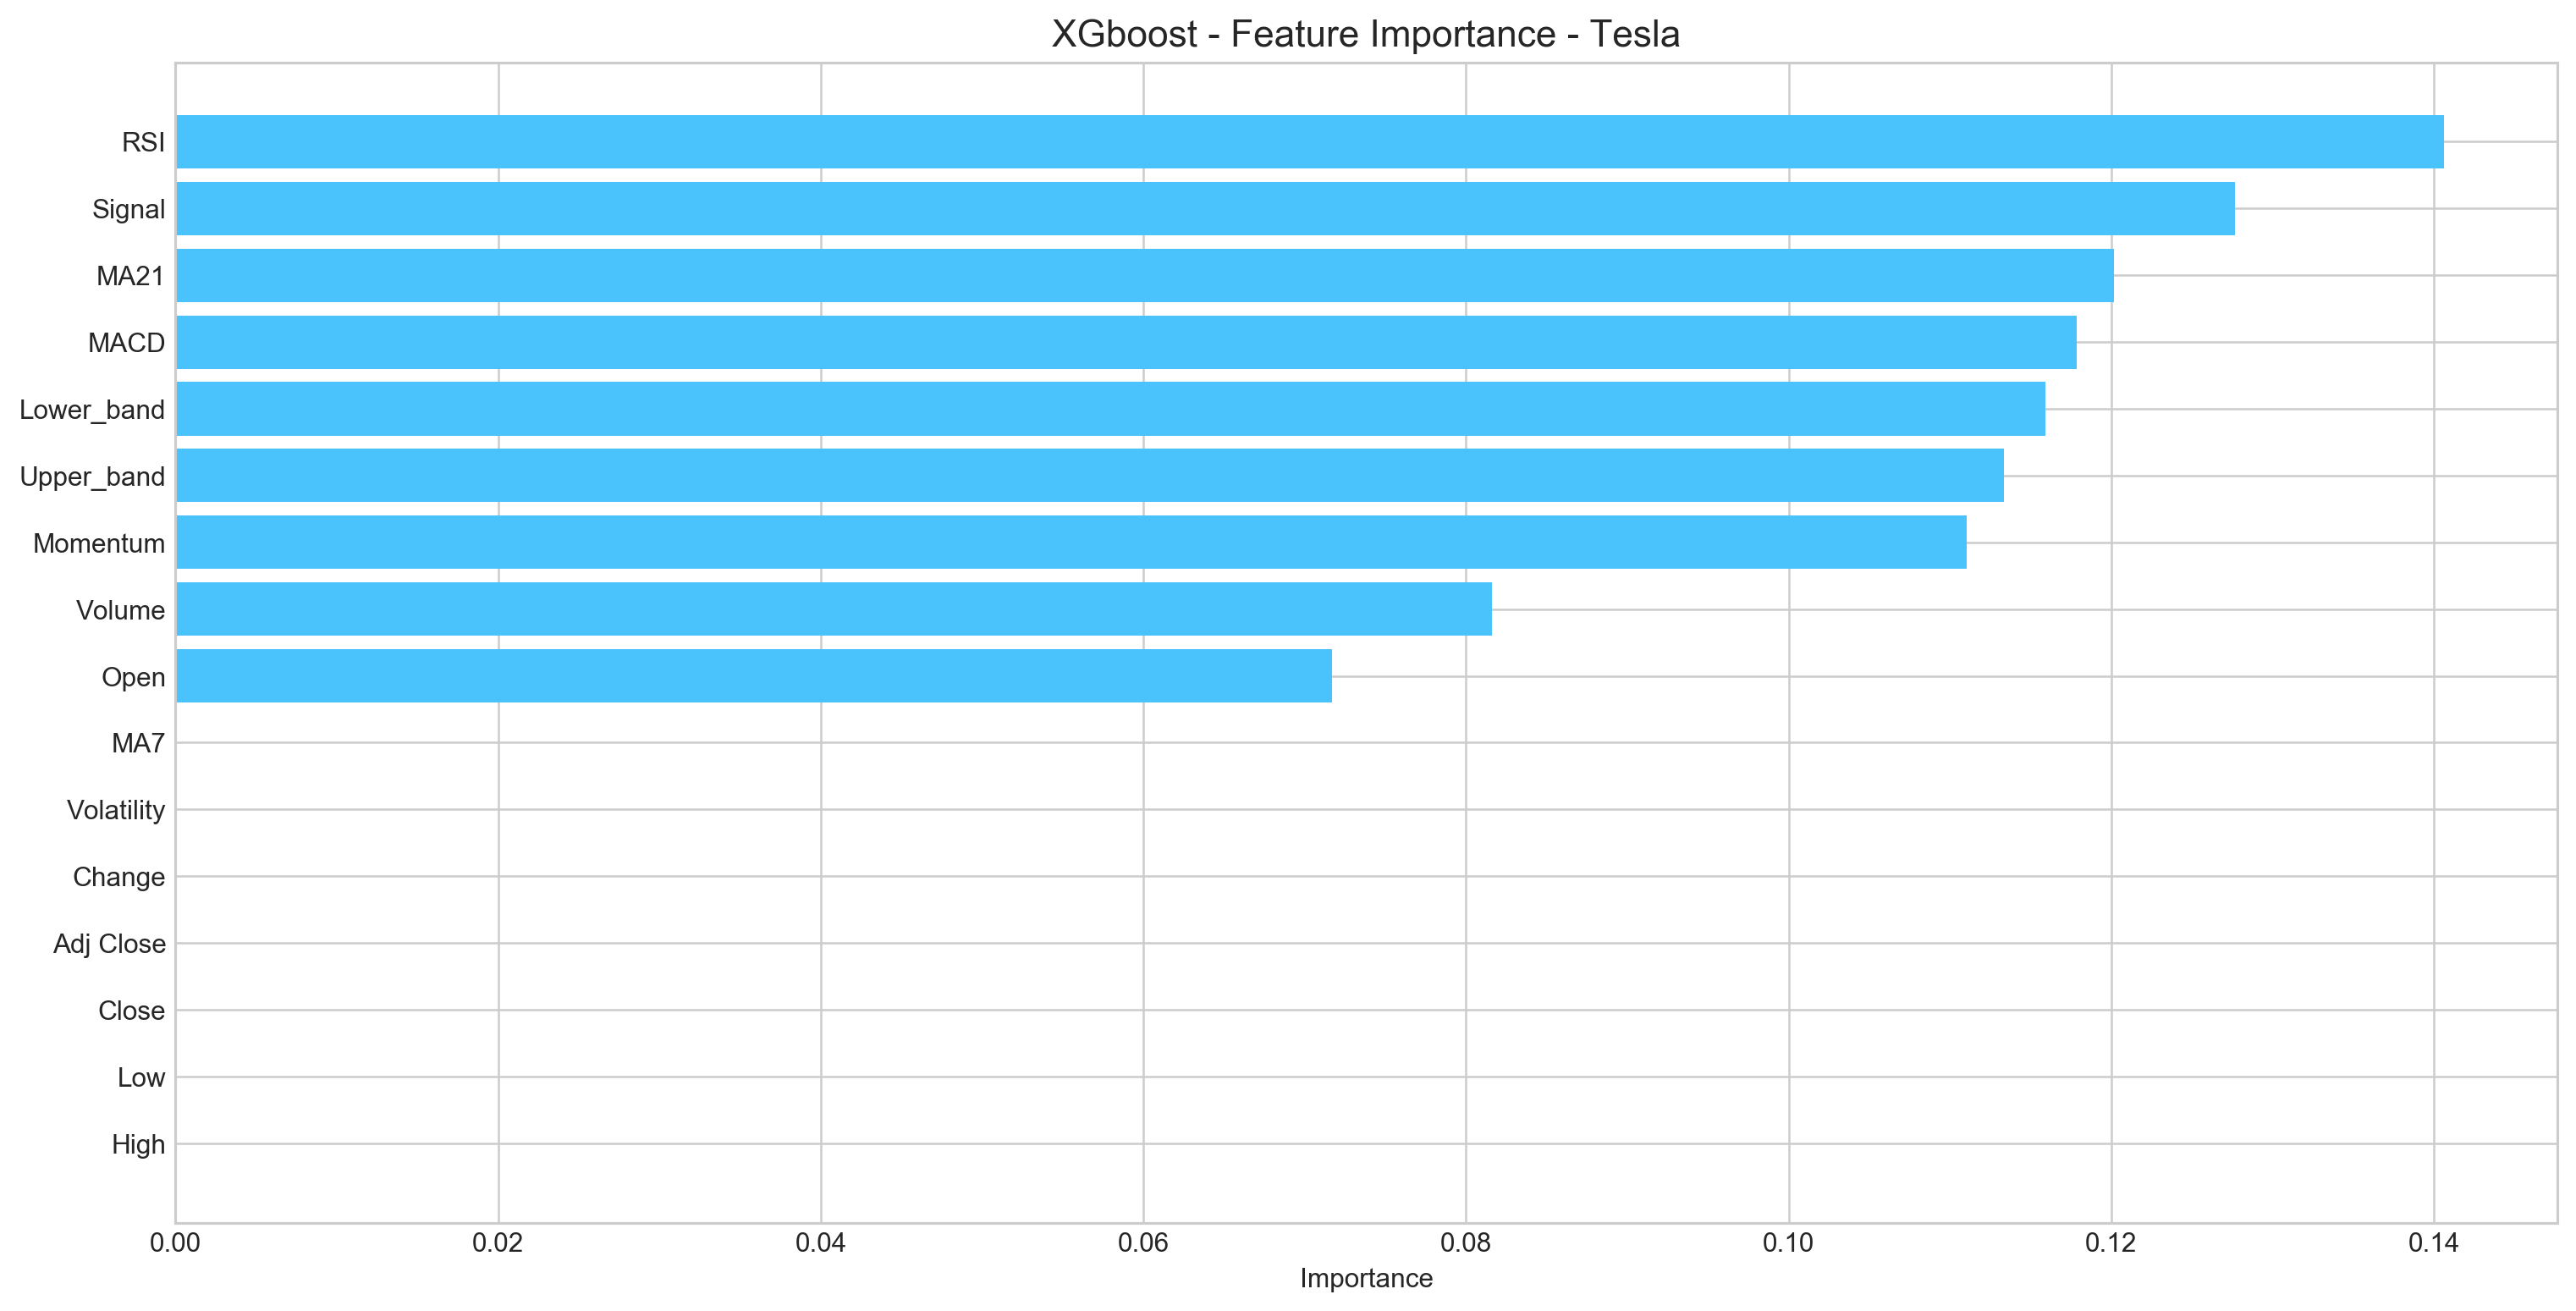 XGboost - Feature Importance - Tesla
RSI
Signal
MA21
MACD
Lower_band
Upper_band
Momentum
Volume
Open
MA7
Volatility
Change
Adj Close
Close
Low
High
0.00 0.02 0.04 0.06 0.08 0.10 0.12 0.14
Importance